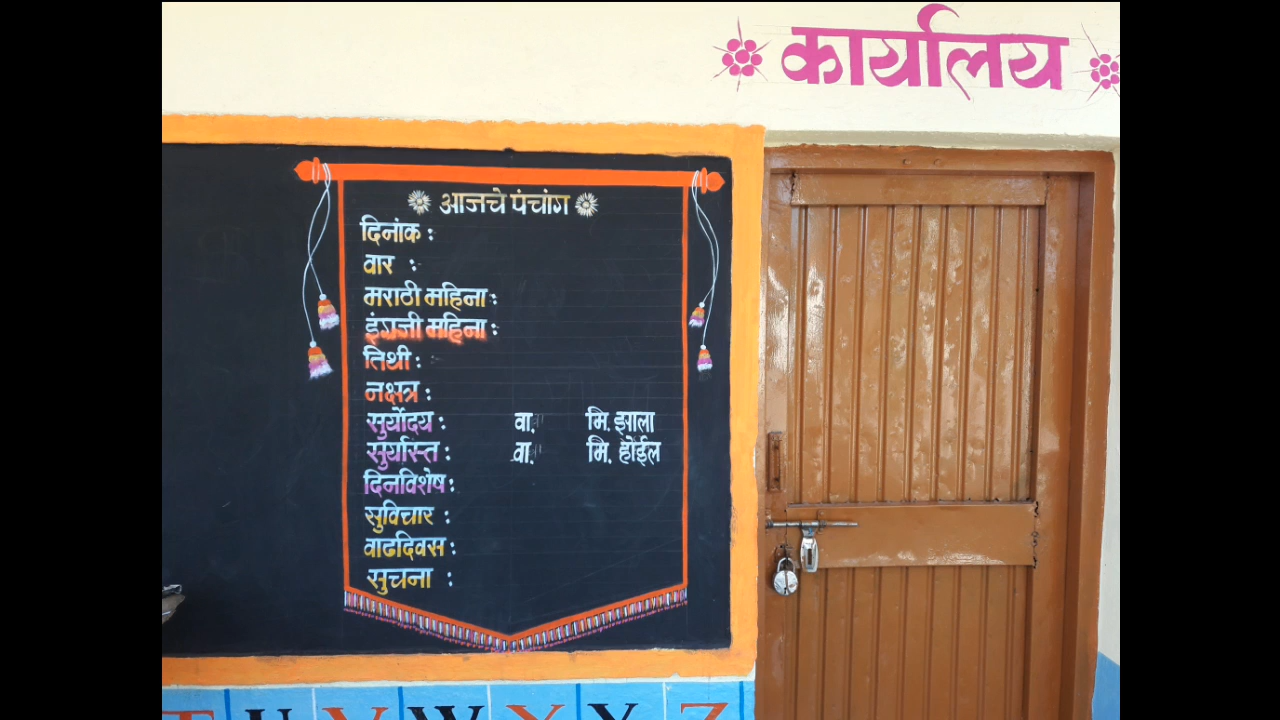 कार्यालय
आजचे पंचांग
दिनांक :
वार :
मराठी महिना :
इंग्रजी महिना :
तिथी :
नक्षत्र :
सुर्योदय : वा. मि. झाला
सुर्यास्त : वा. मि. होईल
दिनविशेष :
सुविचार :
वाढदिवस :
सुचना :
T U V W X Y Z